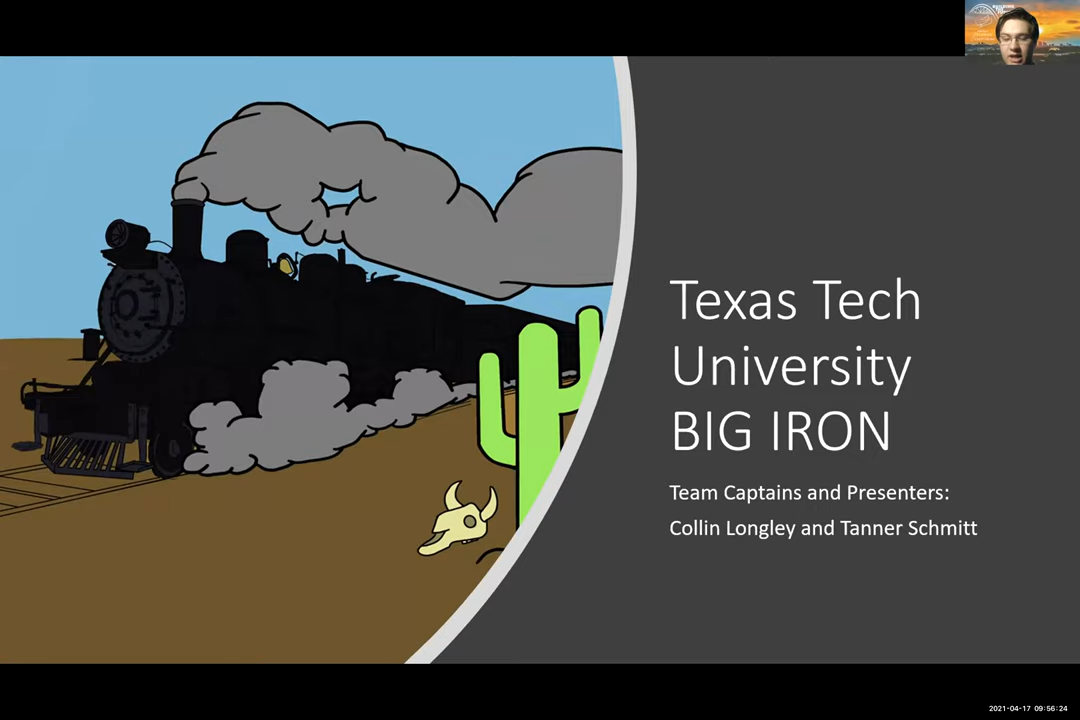 Texas Tech
University
BIG IRON
Team Captains and Presenters:
Collin Longley and Tanner Schmitt
2021-04-17 09:56:24